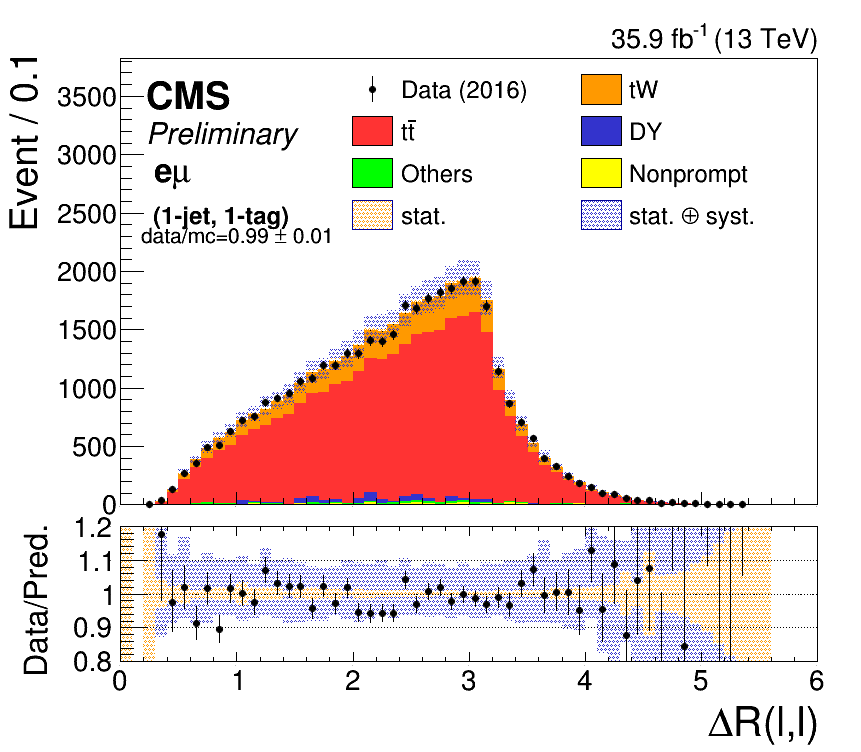 35.9 fb⁻¹ (13 TeV)
Event / 0.1
CMS
Preliminary
eμ
(1-jet, 1-tag)
data/mc=0.99 ± 0.01
Data (2016)
tW
tt̄
DY
Others
Nonprompt
stat.
stat. ⊕ syst.
3500
3000
2500
2000
1500
1000
500
0
Data/Pred.
1.2
1.1
1
0.9
0.8
0 1 2 3 4 5 6
ΔR(l,l)